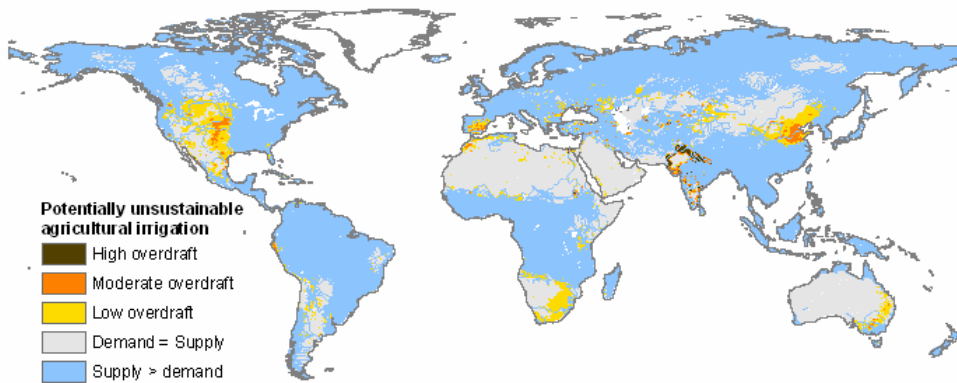 Potentially unsustainable
agricultural irrigation
High overdraft
Moderate overdraft
Low overdraft
Demand = Supply
Supply > demand